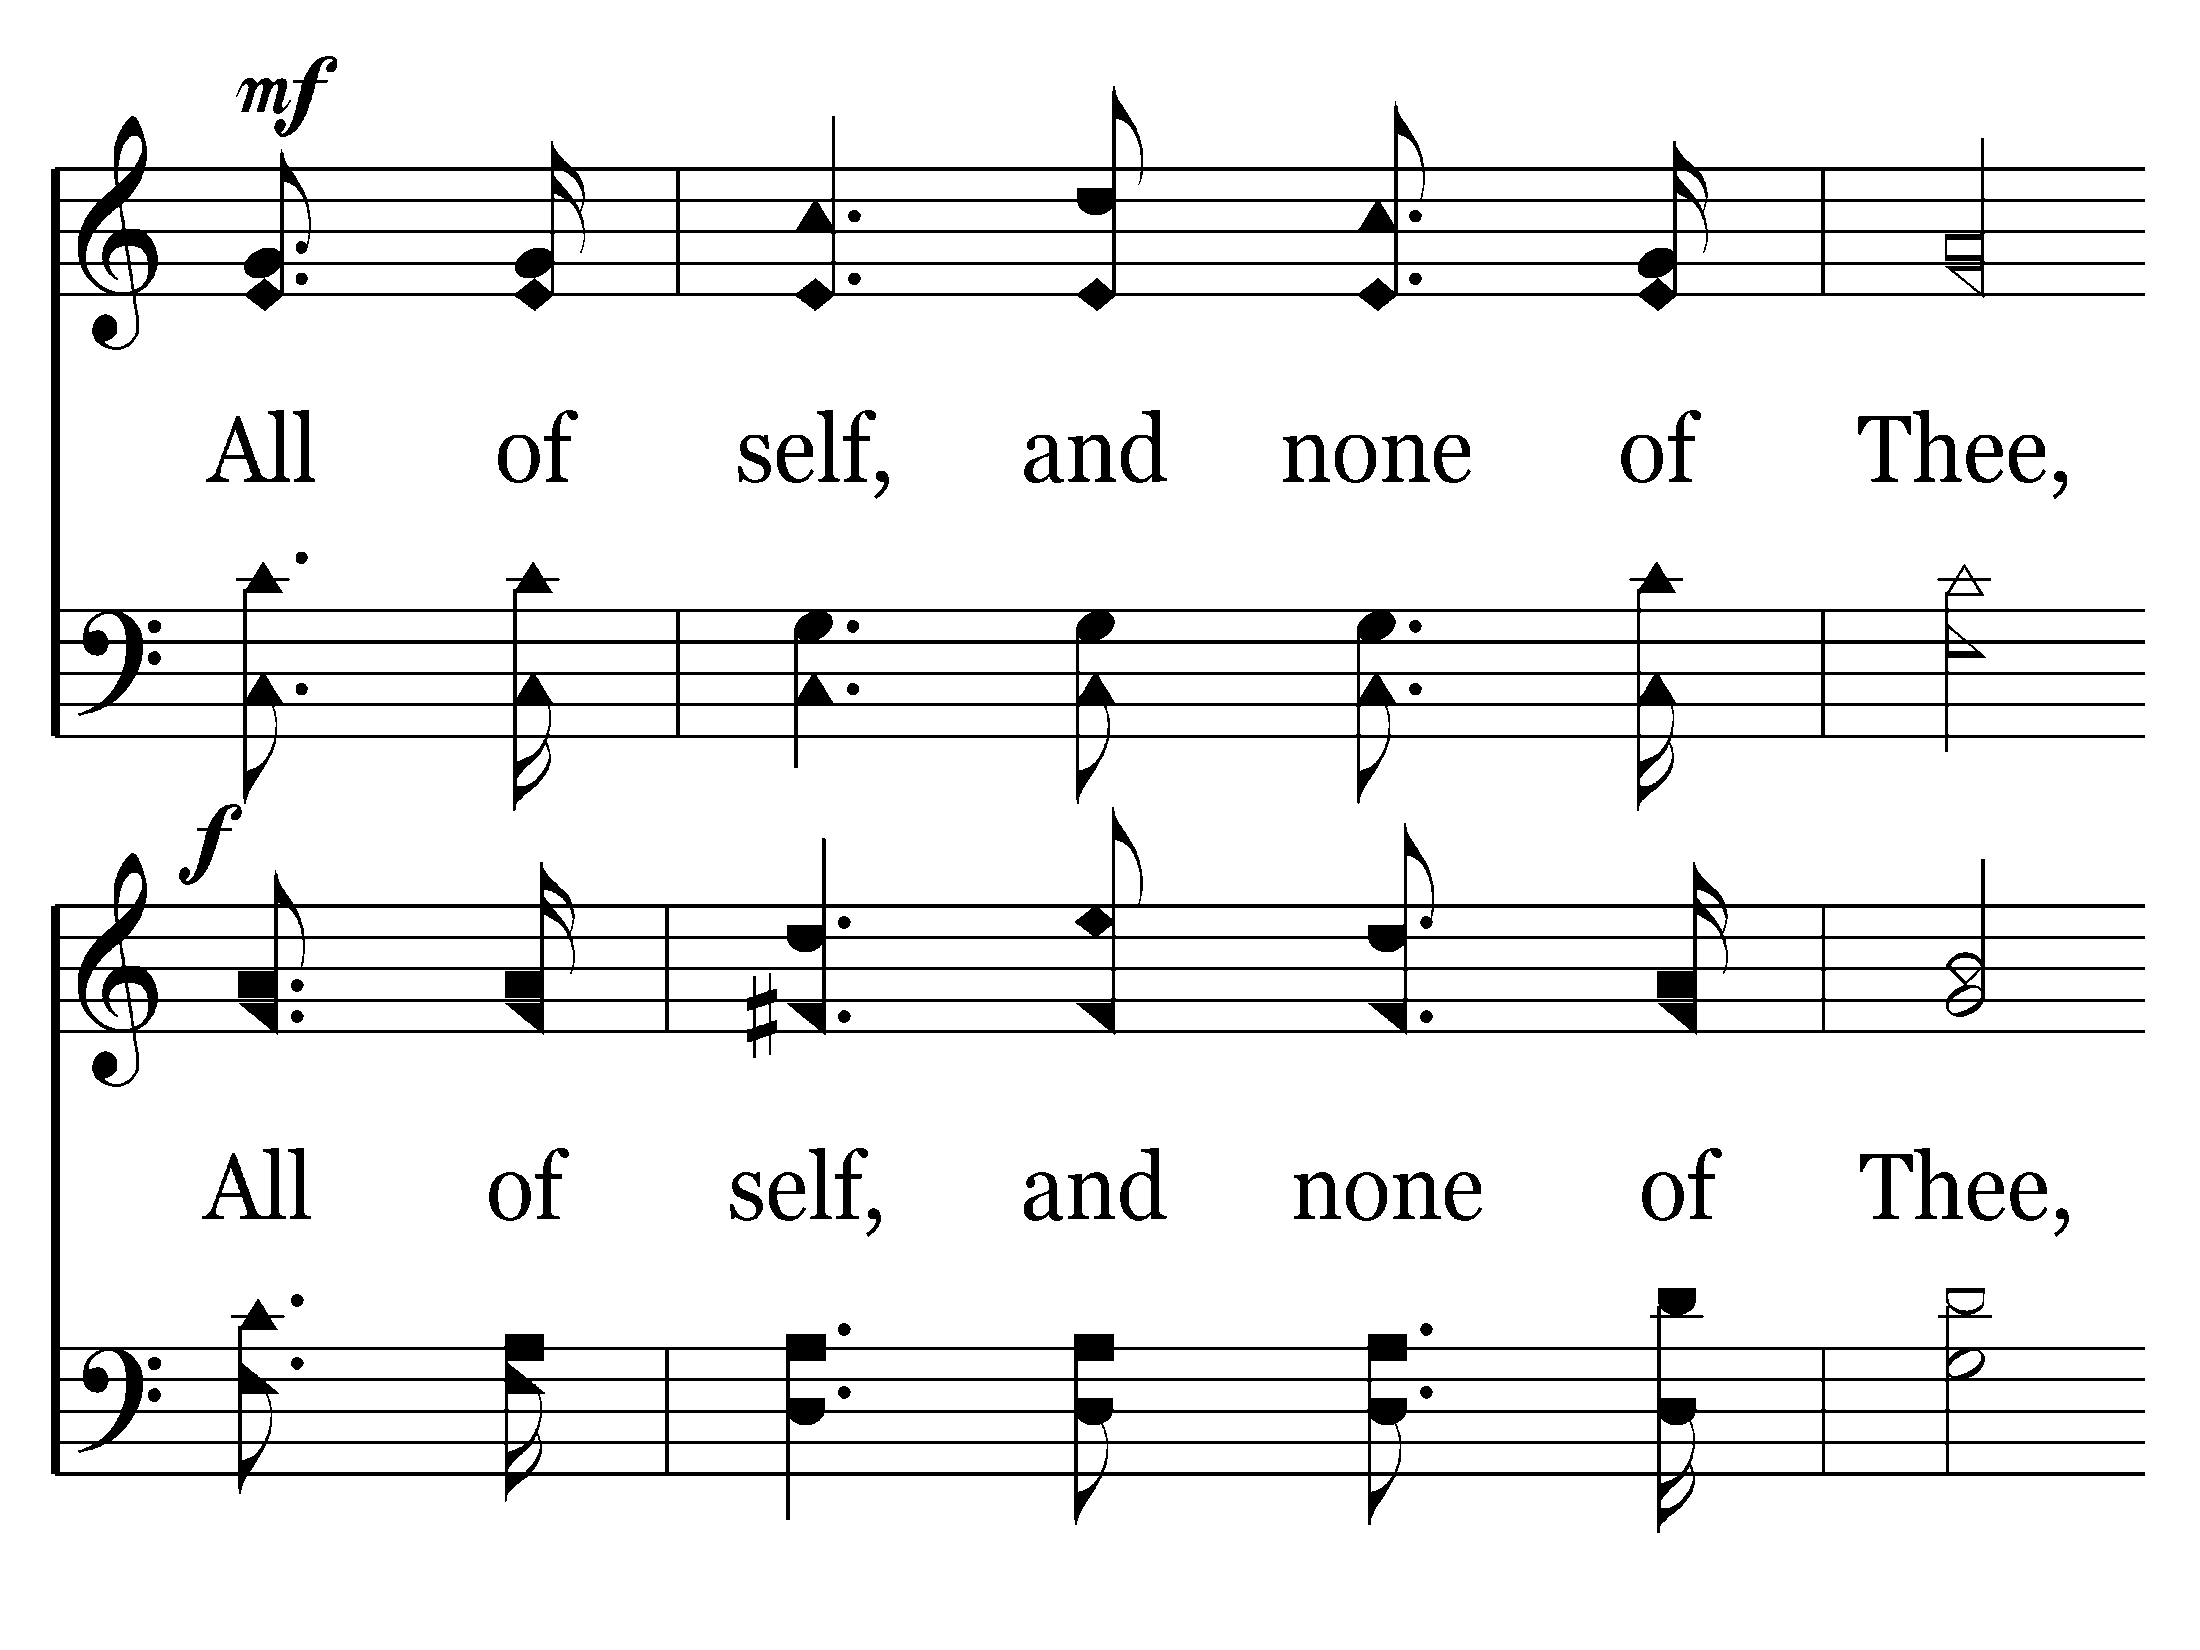 mf
All of self, and none of Thee,
f
All of self, and none of Thee,